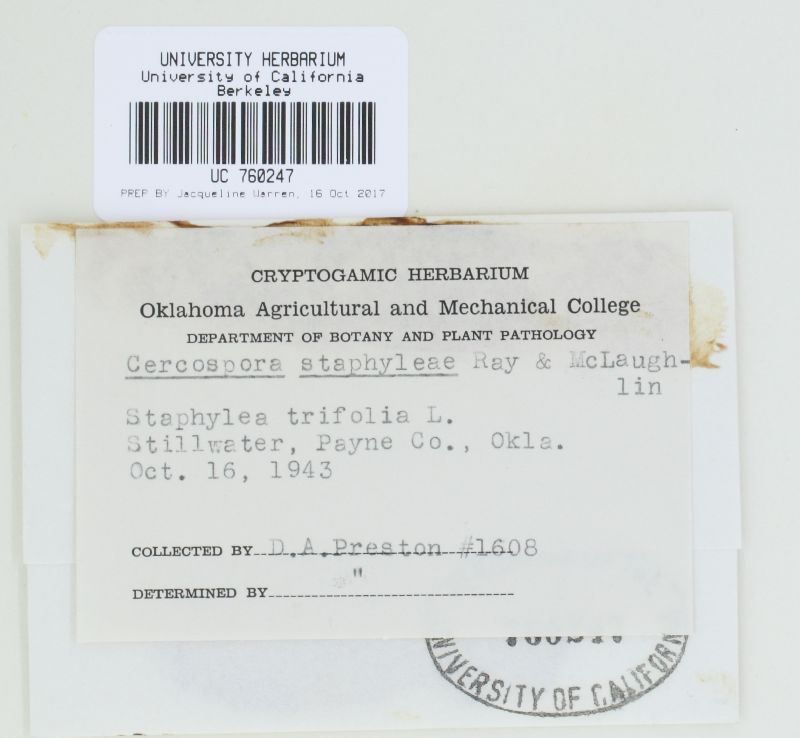 UNIVERSITY HERBARIUM
University of California
Berkeley
UC 760247
PREP BY Jacqueline Warren, 16 Oct 2017
CRYPTOGAMIC HERBARIUM
Oklahoma Agricultural and Mechanical College
DEPARTMENT OF BOTANY AND PLANT PATHOLOGY
Cercospora staphyleae Ray & McLaugh-
lin
Staphylea trifolia L.
Stillwater, Payne Co., Okla.
Oct. 16, 1943
COLLECTED BY D.A.Preston #1608
"
DETERMINED BY
UNIVERSITY OF CALIFORN